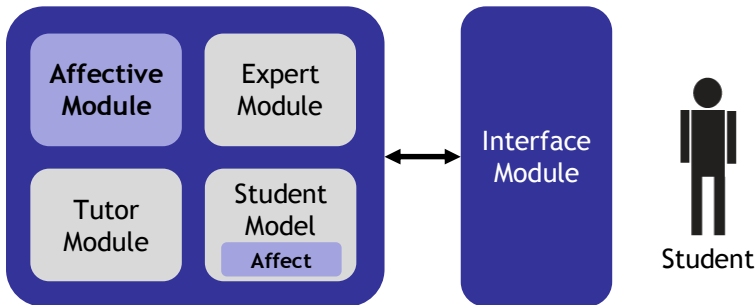 Affective
Module
Expert
Module
Tutor
Module
Student
Model
Affect
Interface
Module
Student